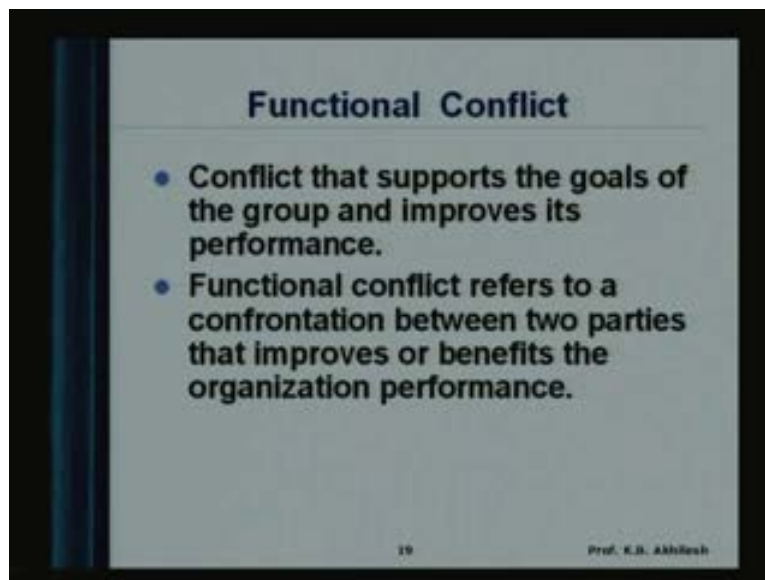 Functional Conflict
Conflict that supports the goals of
the group and improves its
performance.
Functional conflict refers to a
confrontation between two parties
that improves or benefits the
organization performance.
19
Prof. K.B. Akhilesh